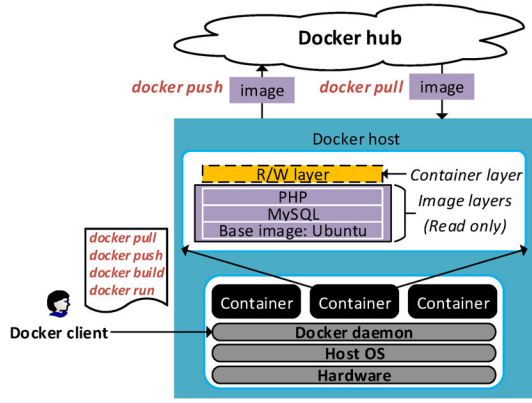 Docker hub
docker push
image
docker pull
image
Docker host
R/W layer
Container layer
PHP
MySQL
Base image: Ubuntu
Image layers
(Read only)
docker pull
docker push
docker build
docker run
Container
Container
Container
Docker client
Docker daemon
Host OS
Hardware